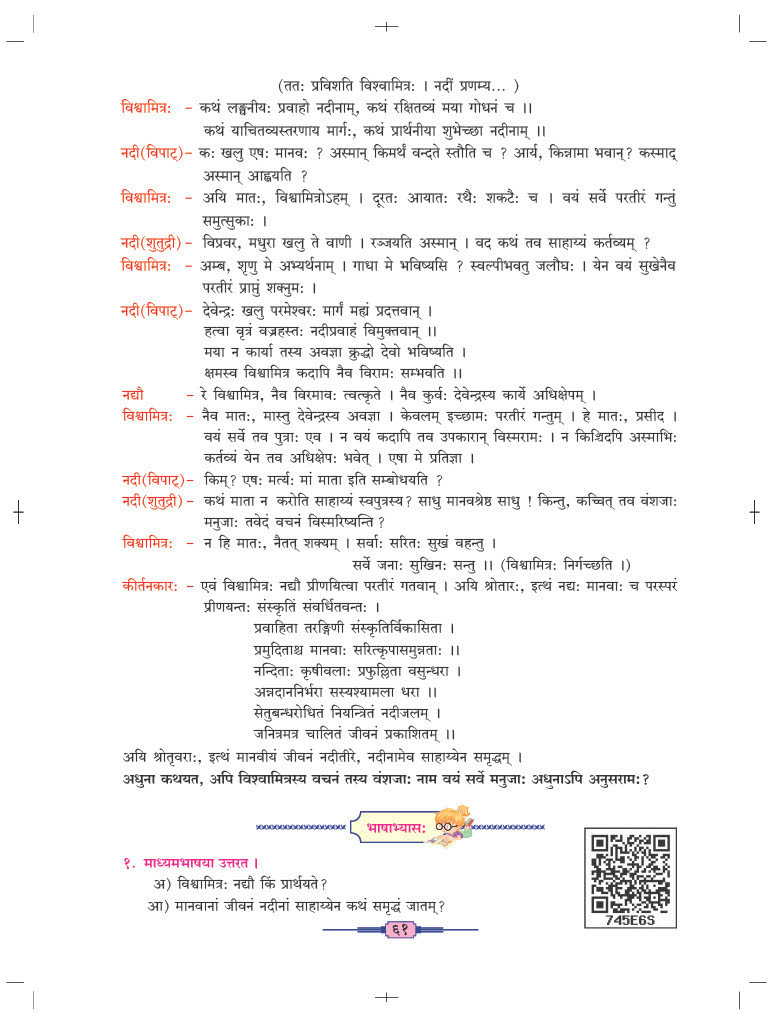 (ततः प्रविशति विश्वामित्रः । नदीं प्रणम्य... )
विश्वामित्रः - कथं लङ्घनीयः प्रवाहो नदीनाम्, कथं रक्षितव्यं मया गोधनं च ॥
कथं याचितव्यस्तरणाय मार्गः, कथं प्रार्थनीया शुभेच्छा नदीनाम् ॥
नदी(विपाट्)- कः खलु एषः मानवः ? अस्मान् किमर्थं वन्दते स्तौति च ? आर्य, किन्नामा भवान्? कस्माद्
अस्मान् आह्वयति ?
विश्वामित्रः - अयि मातः, विश्वामित्रोऽहम् । दूरतः आयातः रथैः शकटैः च । वयं सर्वे परतीरं गन्तुं
समुत्सुकाः ।
नदी(शुतुद्री)- विप्रवर, मधुरा खलु ते वाणी । रञ्जयति अस्मान् । वद कथं तव साहाय्यं कर्तव्यम् ?
विश्वामित्रः - अम्ब, शृणु मे अभ्यर्थनाम् । गाधा मे भविष्यसि ? स्वल्पीभवतु जलौघः । येन वयं सुखेनैव
परतीरं प्राप्तुं शक्नुमः ।
नदी(विपाट्)- देवेन्द्रः खलु परमेश्वरः मार्गं मह्यं प्रदत्तवान् ।
हत्वा वृत्रं वज्रहस्तः नदीप्रवाहं विमुक्तवान् ॥
मया न कार्या तस्य अवज्ञा क्रुद्धो देवो भविष्यति ।
क्षमस्व विश्वामित्र कदापि नैव विरामः सम्भवति ॥
नद्यौ - रे विश्वामित्र, नैव विरमावः त्वत्कृते । नैव कुर्वः देवेन्द्रस्य कार्ये अधिक्षेपम् ।
विश्वामित्रः - नैव मातः, मास्तु देवेन्द्रस्य अवज्ञा । केवलम् इच्छामः परतीरं गन्तुम् । हे मातः, प्रसीद ।
वयं सर्वे तव पुत्राः एव । न वयं कदापि तव उपकारान् विस्मरामः । न किञ्चिदपि अस्माभिः
कर्तव्यं येन तव अधिक्षेपः भवेत् । एषा मे प्रतिज्ञा ।
नदी(विपाट्)- किम्? एषः मर्त्यः मां माता इति सम्बोधयति ?
नदी(शुतुद्री)- कथं माता न करोति साहाय्यं स्वपुत्रस्य? साधु मानवश्रेष्ठ साधु ! किन्तु, कच्चित् तव वंशजाः
मनुजाः तवेदं वचनं विस्मरिष्यन्ति ?
विश्वामित्रः - न हि मातः, नैतत् शक्यम् । सर्वाः सरितः सुखं वहन्तु ।
सर्वे जनाः सुखिनः सन्तु ॥ (विश्वामित्रः निर्गच्छति ।)
कीर्तनकारः - एवं विश्वामित्रः नद्यौ प्रीणयित्वा परतीरं गतवान् । अयि श्रोतारः, इत्थं नद्यः मानवाः च परस्परं
प्रीणयन्तः संस्कृतिं संवर्धितवन्तः ।
प्रवाहिता तरङ्गिणी संस्कृतिर्विकासिता ।
प्रमुदिताश्च मानवाः सरित्कृपासमुन्नताः ॥
नन्दिताः कृषीवलाः प्रफुल्लिता वसुन्धरा ।
अन्नदाननिर्भरा सस्यश्यामला धरा ॥
सेतुबन्धरोधितं नियन्त्रितं नदीजलम् ।
जनित्रमत्र चालितं जीवनं प्रकाशितम् ॥
अयि श्रोतृवराः, इत्थं मानवीयं जीवनं नदीतीरे, नदीनामेव साहाय्येन समृद्धम् ।
अधुना कथयत, अपि विश्वामित्रस्य वचनं तस्य वंशजाः नाम वयं सर्वे मनुजाः अधुनाऽपि अनुसरामः?
भाषाभ्यासः
१. माध्यमभाषया उत्तरत ।
अ) विश्वामित्रः नद्यौ किं प्रार्थयते?
आ) मानवानां जीवनं नदीनां साहाय्येन कथं समृद्धं जातम्?
745E6S
६१